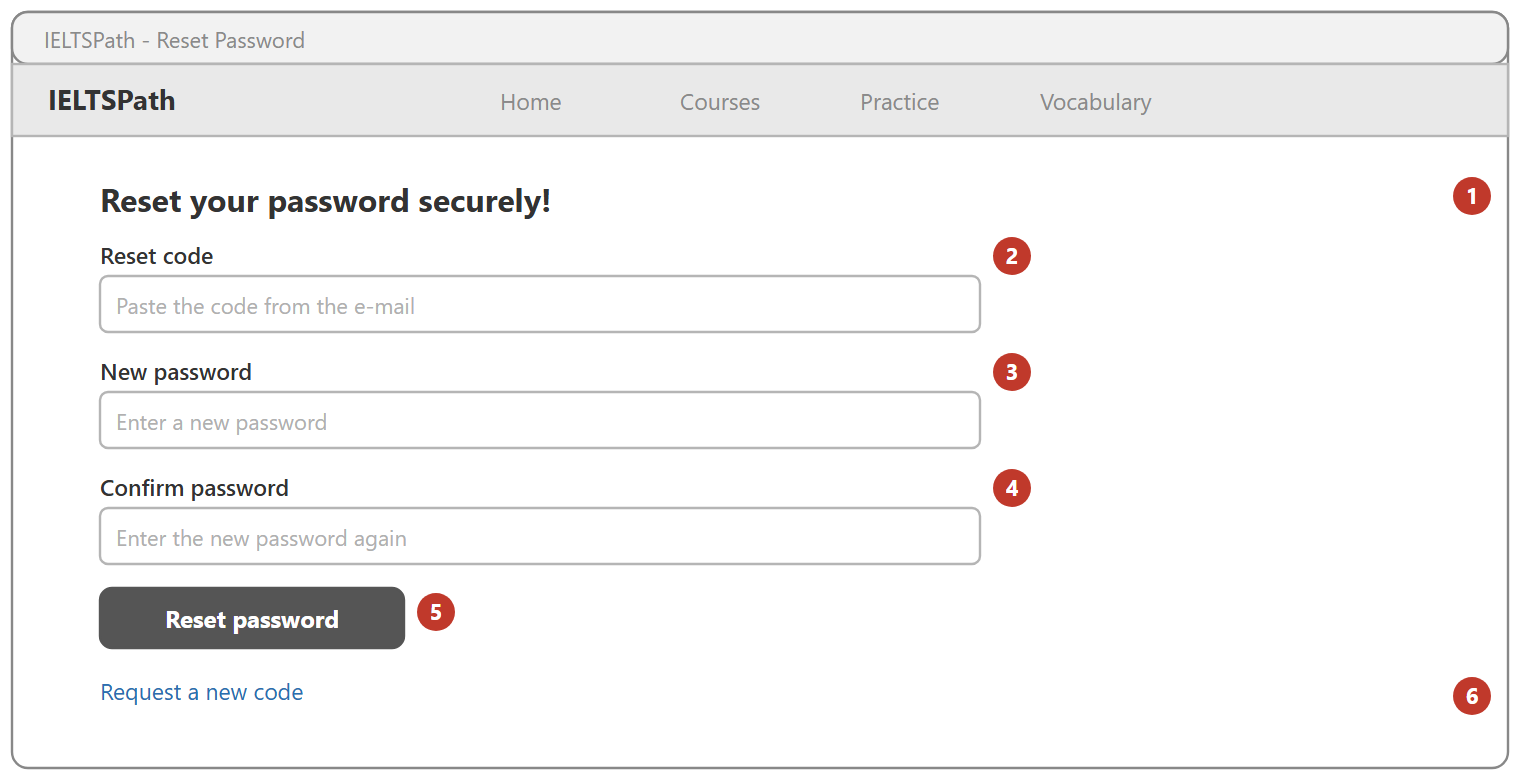 IELTSPath - Reset Password
IELTSPath Home Courses Practice Vocabulary
Reset your password securely! 1
Reset code 2
Paste the code from the e-mail
New password 3
Enter a new password
Confirm password 4
Enter the new password again
Reset password 5
Request a new code 6